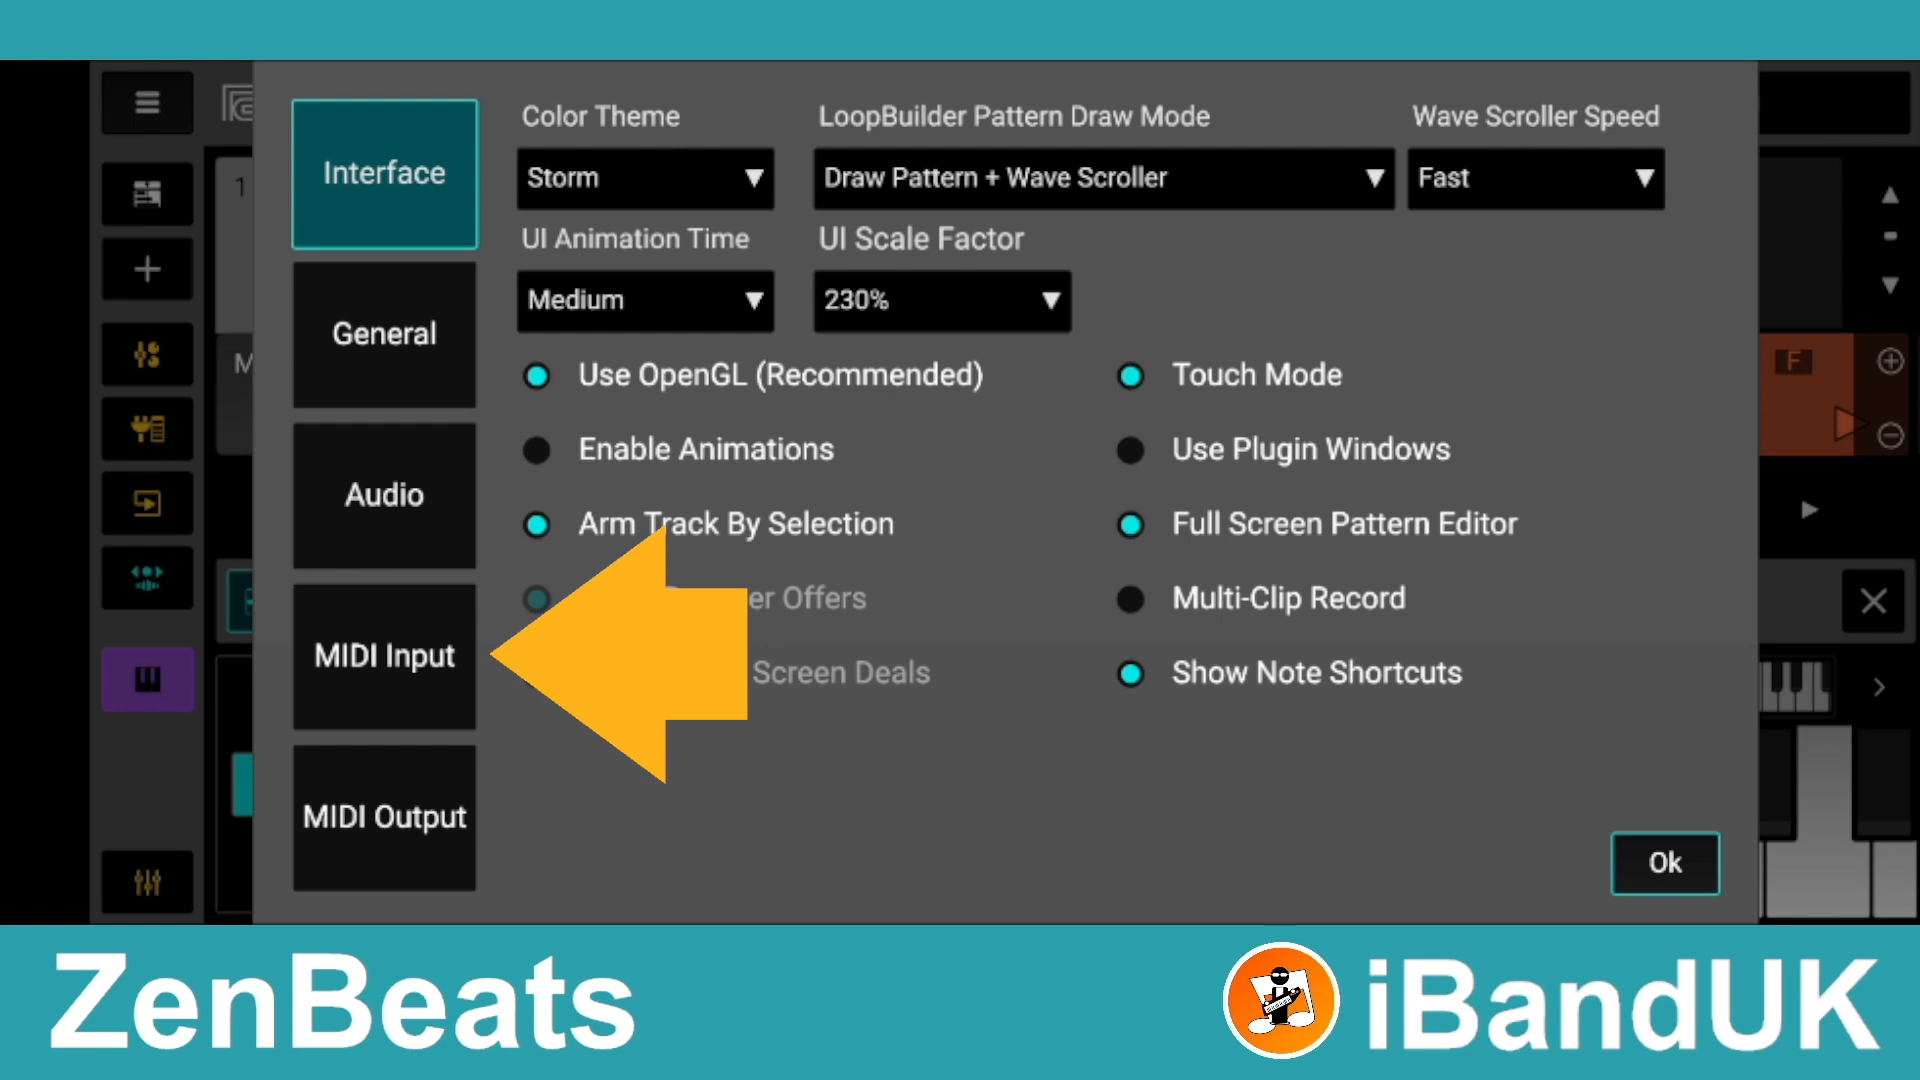 Color Theme
LoopBuilder Pattern Draw Mode
Wave Scroller Speed
Interface
Storm
Draw Pattern + Wave Scroller
Fast
1
UI Animation Time
UI Scale Factor
General
Medium
230%
M
F
Use OpenGL (Recommended)
Touch Mode
Enable Animations
Use Plugin Windows
Audio
Arm Track By Selection
Full Screen Pattern Editor
er Offers
Multi-Clip Record
MIDI Input
Screen Deals
Show Note Shortcuts
MIDI Output
Ok
ZenBeats
iBandUK